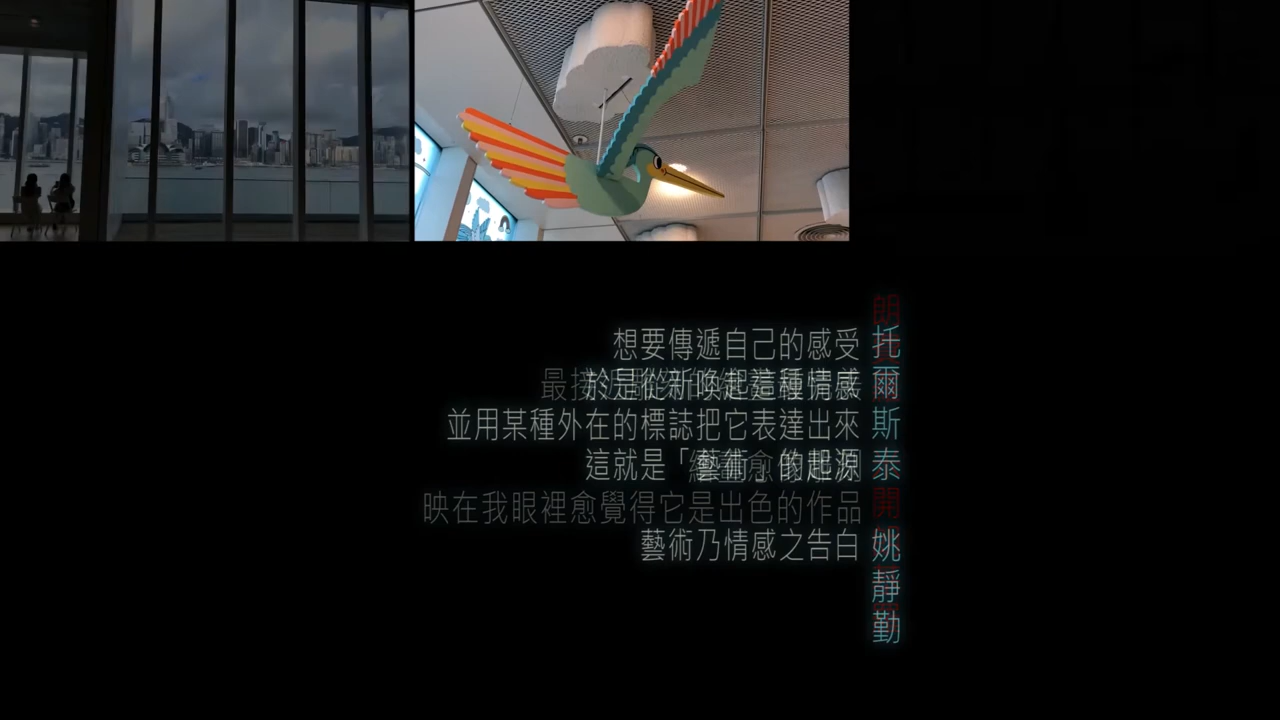 想要傳遞自己的感受
於是從新喚起這種情感
並用某種外在的標誌把它表達出來
這就是「藝術」的起源
映在我眼裡愈覺得它是出色的作品
藝術乃情感之告白
托爾斯泰
姚靜勤